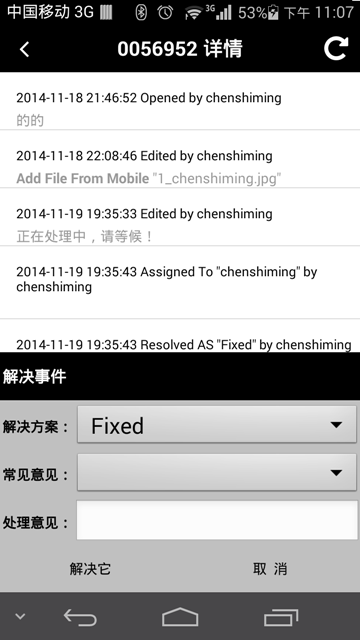 中国移动 3G 3G 53% 下午 11:07
0056952 详情
2014-11-18 21:46:52 Opened by chenshiming
的的
2014-11-18 22:08:46 Edited by chenshiming
Add File From Mobile "1_chenshiming.jpg"
2014-11-19 19:35:33 Edited by chenshiming
正在处理中，请等候！
2014-11-19 19:35:43 Assigned To "chenshiming" by
chenshiming
2014-11-19 19:35:43 Resolved AS "Fixed" by chenshiming
解决事件
解决方案： Fixed
常见意见：
处理意见：
解决它 取 消